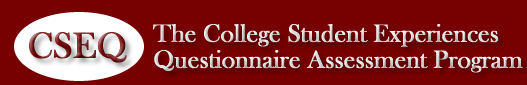 CSEQ
The College Student Experiences
Questionnaire Assessment Program